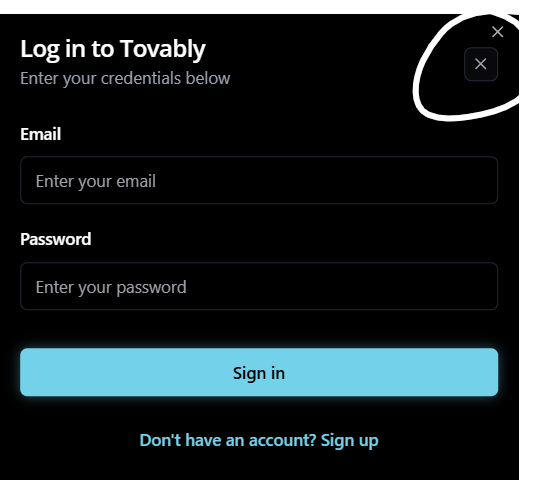 Log in to Tovably
Enter your credentials below
Email
Enter your email
Password
Enter your password
Sign in
Don't have an account? Sign up